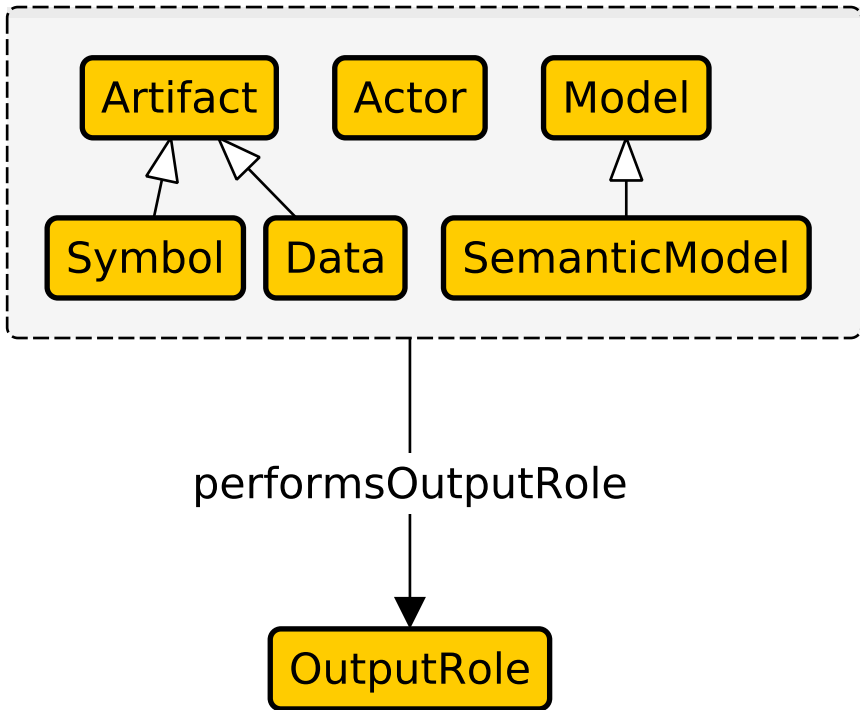 Artifact
Actor
Model
Symbol
Data
SemanticModel
performsOutputRole
OutputRole